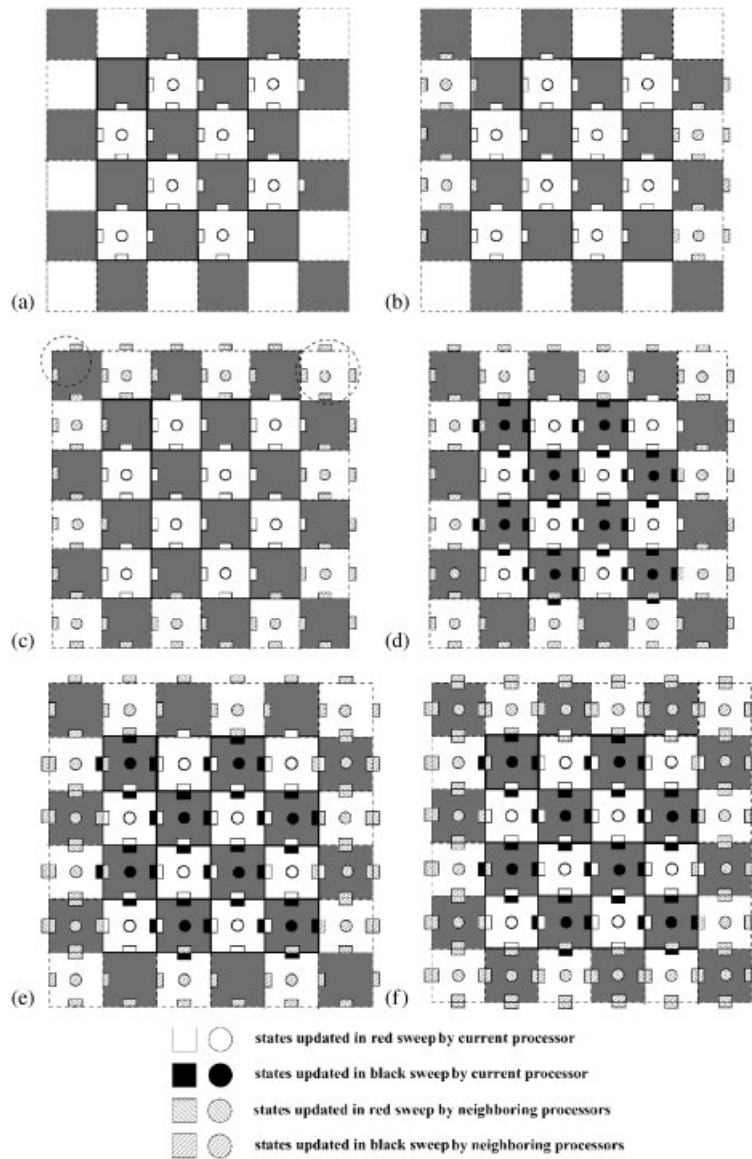 (a)
(b)
(c)
(d)
(e)
(f)
states updated in red sweep by current processor
states updated in black sweep by current processor
states updated in red sweep by neighboring processors
states updated in black sweep by neighboring processors